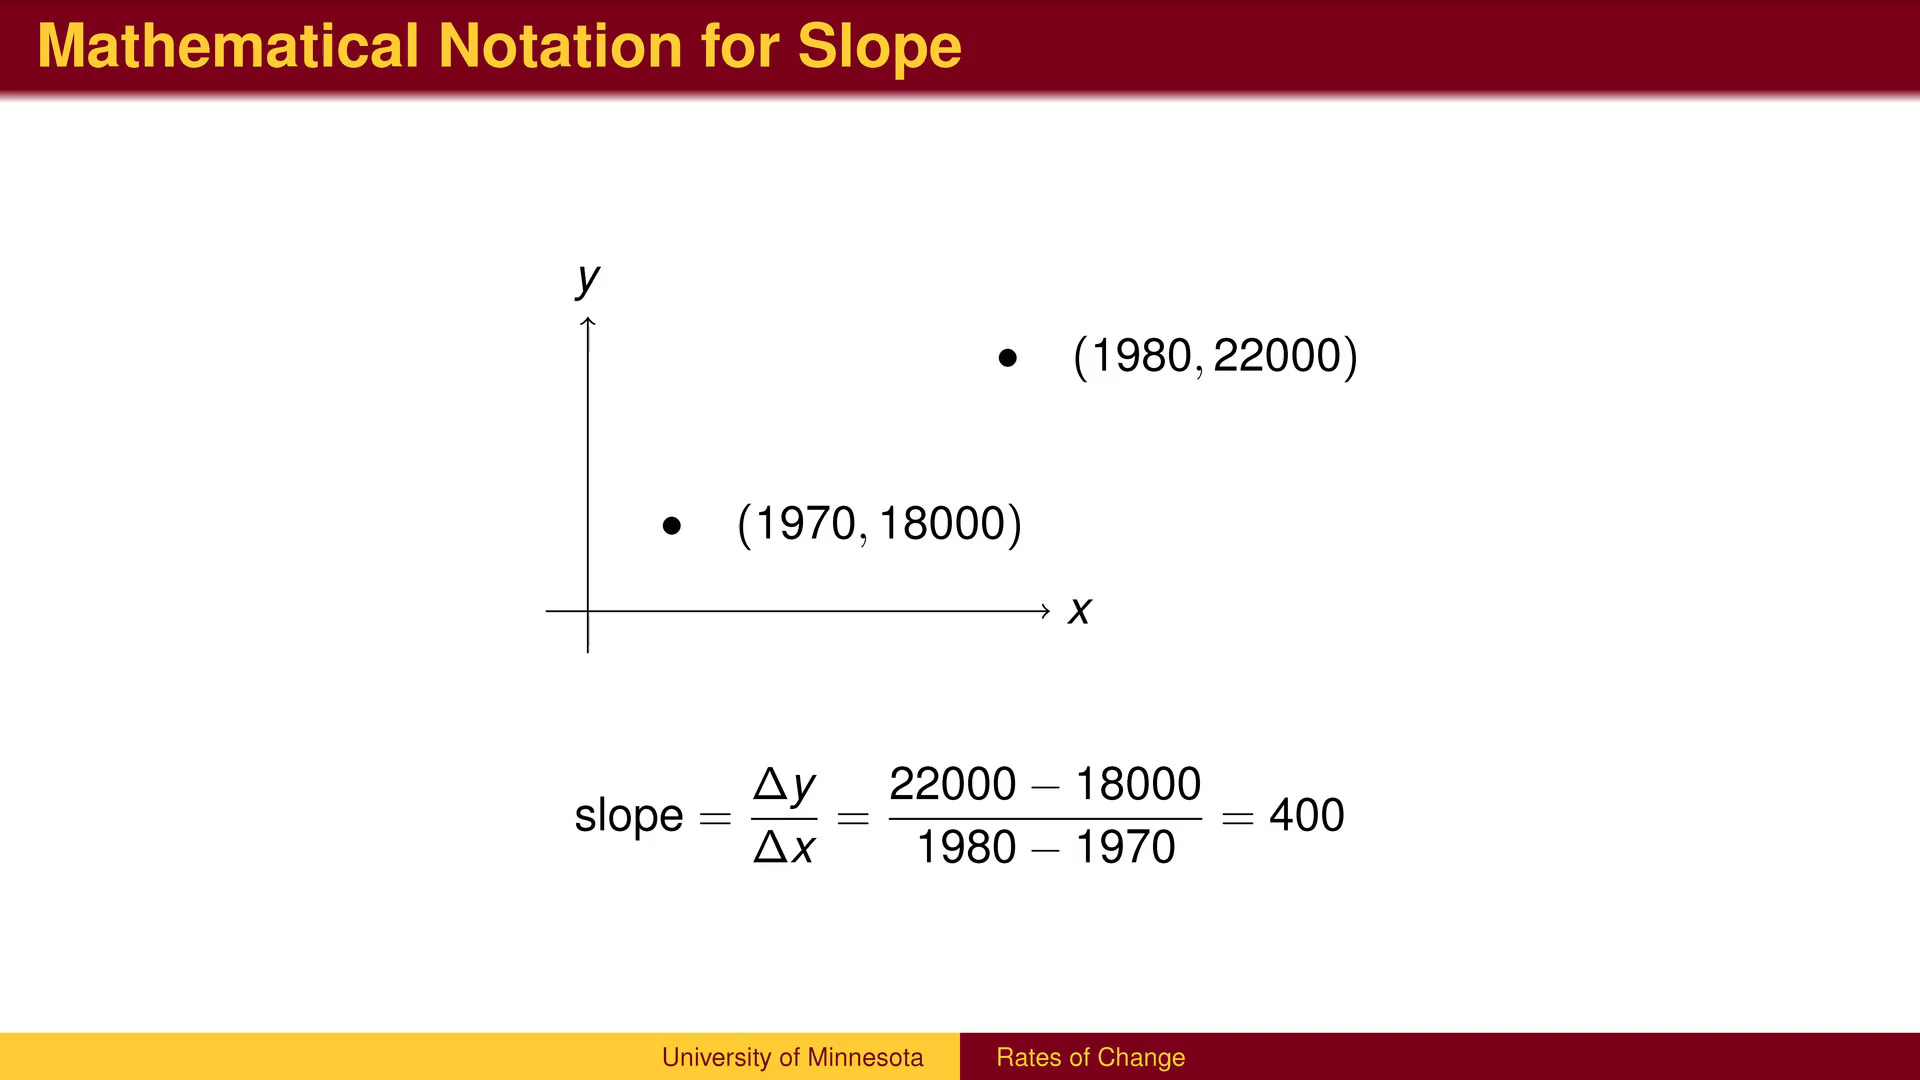 Mathematical Notation for Slope
y
(1980, 22000)
(1970, 18000)
x
slope = Δy/Δx = (22000 − 18000)/(1980 − 1970) = 400
University of Minnesota
Rates of Change